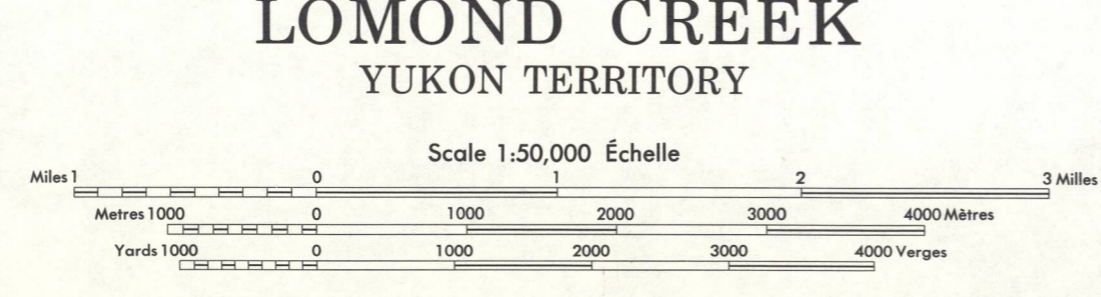 LOMOND CREEK
YUKON TERRITORY
Scale 1:50,000 Échelle
Miles 1 0 1 2 3 Milles
Metres 1000 0 1000 2000 3000 4000 Mètres
Yards 1000 0 1000 2000 3000 4000 Verges